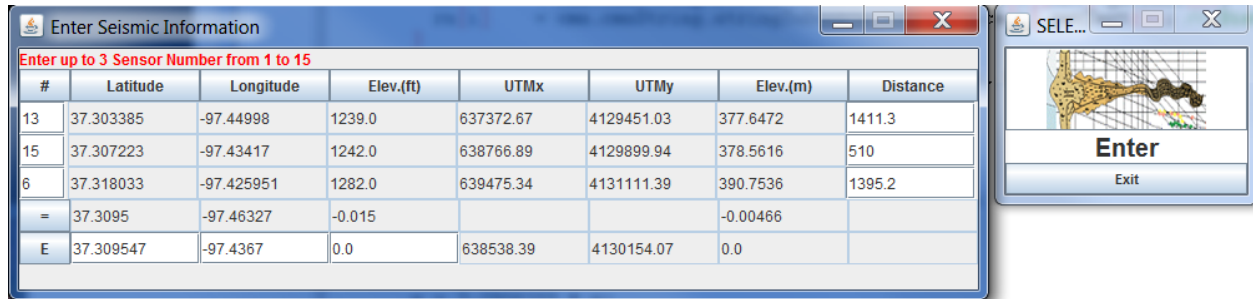 Enter Seismic Information
SELE...
Enter up to 3 Sensor Number from 1 to 15
# Latitude Longitude Elev.(ft) UTMx UTMy Elev.(m) Distance
13 37.303385 -97.44998 1239.0 637372.67 4129451.03 377.6472 1411.3
15 37.307223 -97.43417 1242.0 638766.89 4129899.94 378.5616 510
6 37.318033 -97.425951 1282.0 639475.34 4131111.39 390.7536 1395.2
= 37.3095 -97.46327 -0.015 -0.00466
E 37.309547 -97.4367 0.0 638538.39 4130154.07 0.0
Enter
Exit